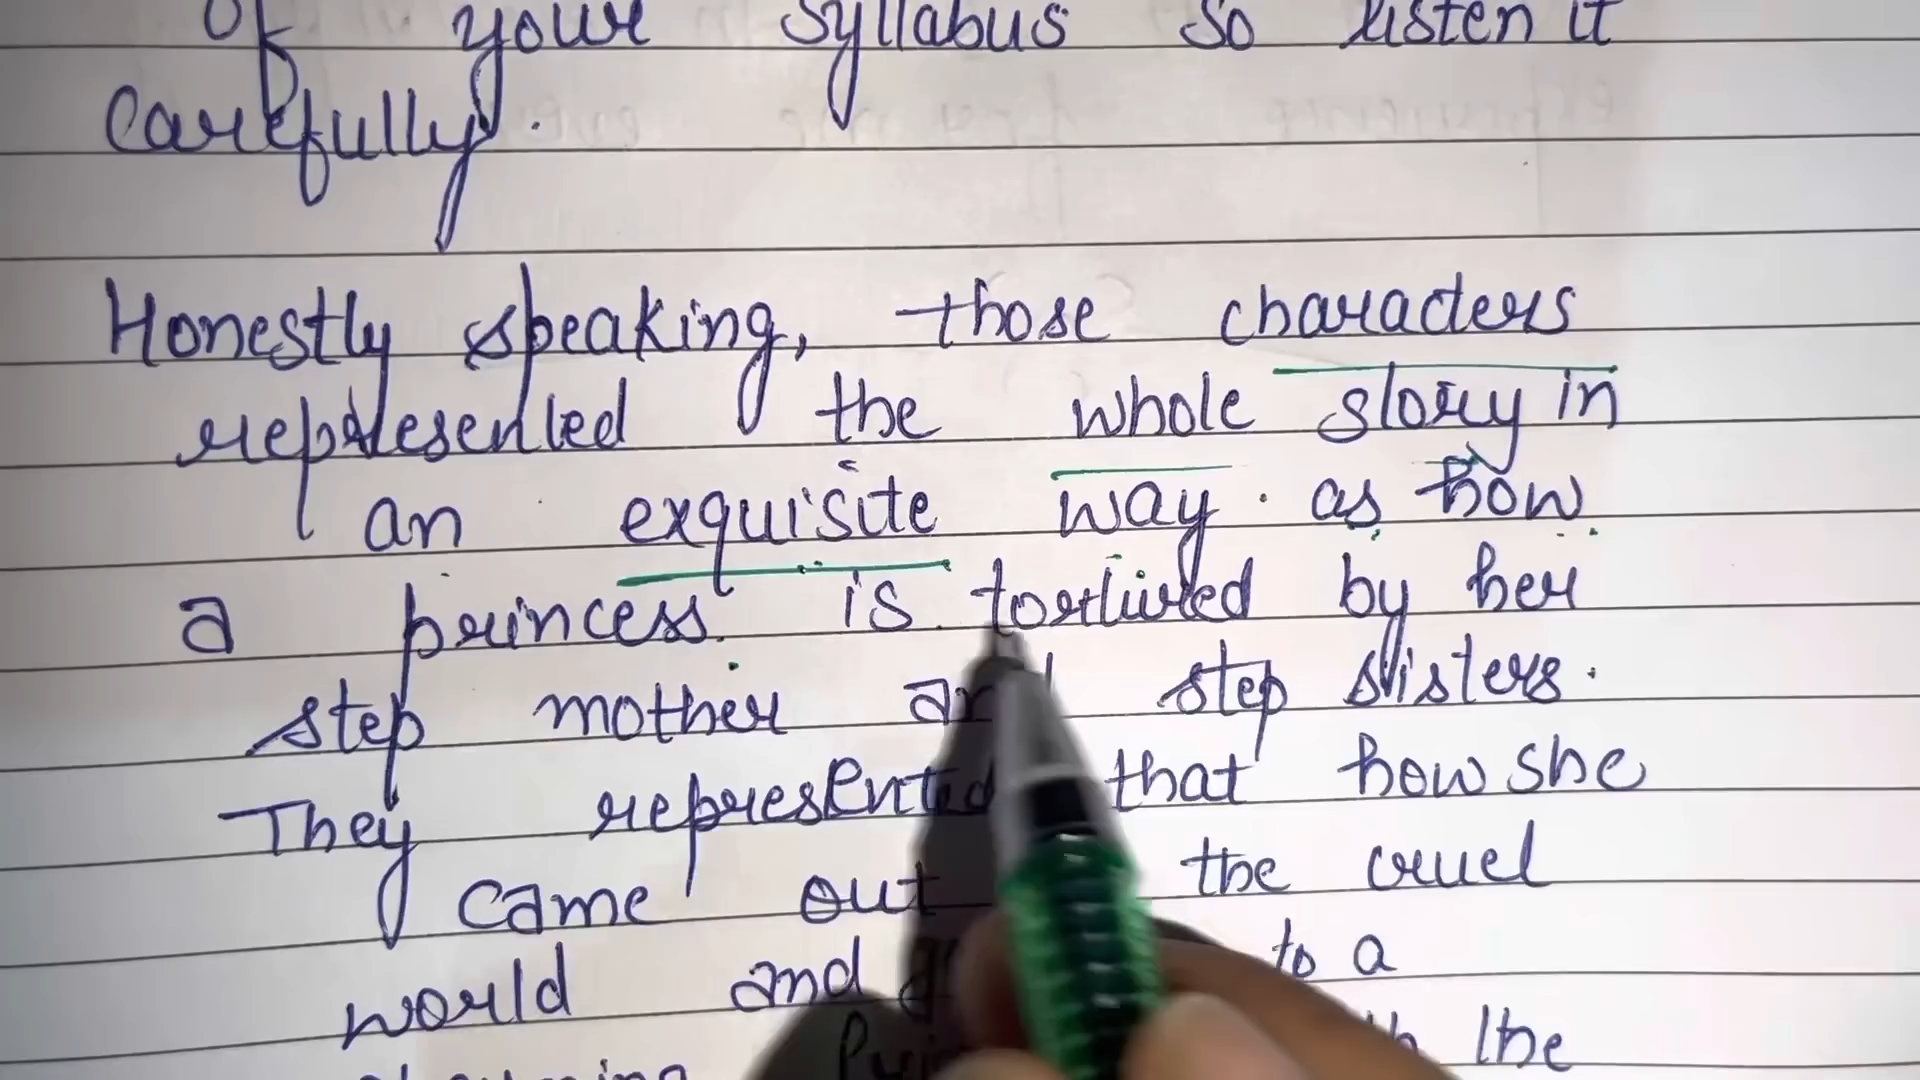 of your syllabus so listen it
carefully.
Honestly speaking, those characters
represented the whole story in
an exquisite way. as how
a princess is tortured by her
step mother and step sisters.
They represented that how she
came out the cruel
world and to a
the